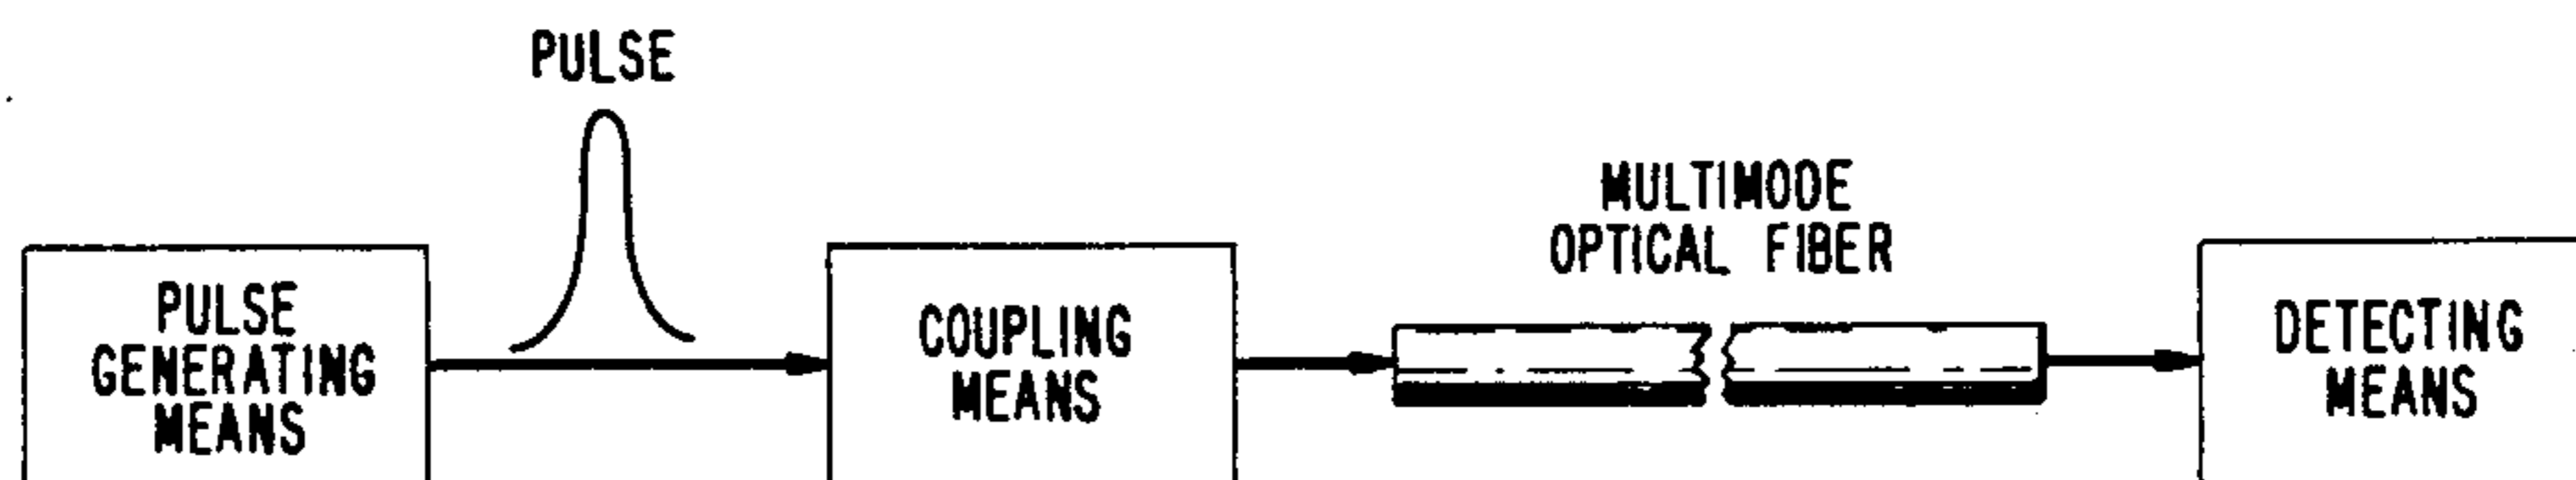 PULSE
PULSE
GENERATING
MEANS
COUPLING
MEANS
MULTIMODE
OPTICAL FIBER
DETECTING
MEANS